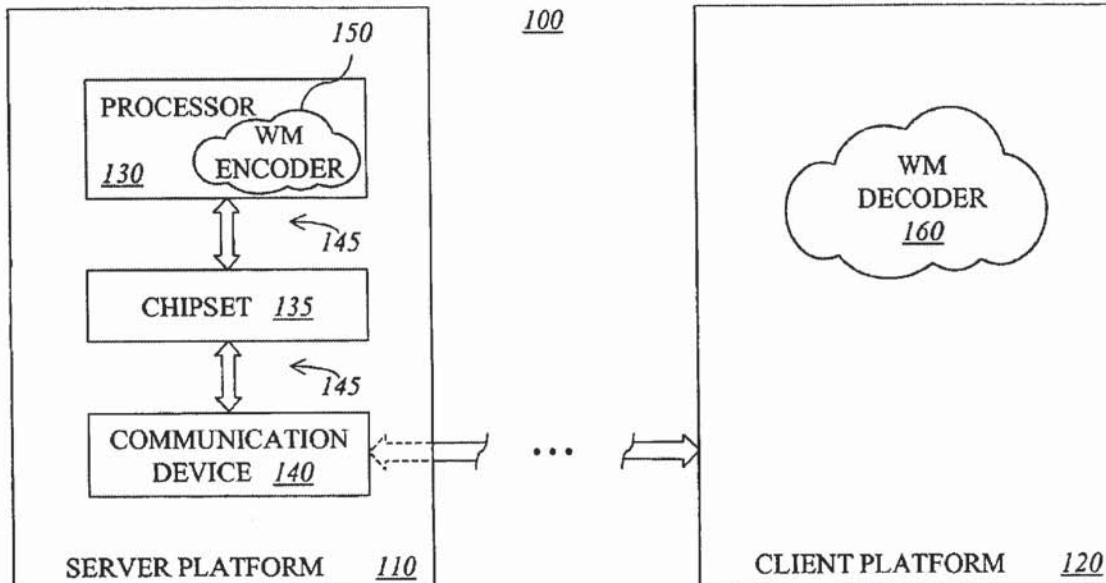 100
150
PROCESSOR
WM
ENCODER
130
145
CHIPSET 135
145
COMMUNICATION
DEVICE 140
SERVER PLATFORM 110
WM
DECODER
160
CLIENT PLATFORM 120